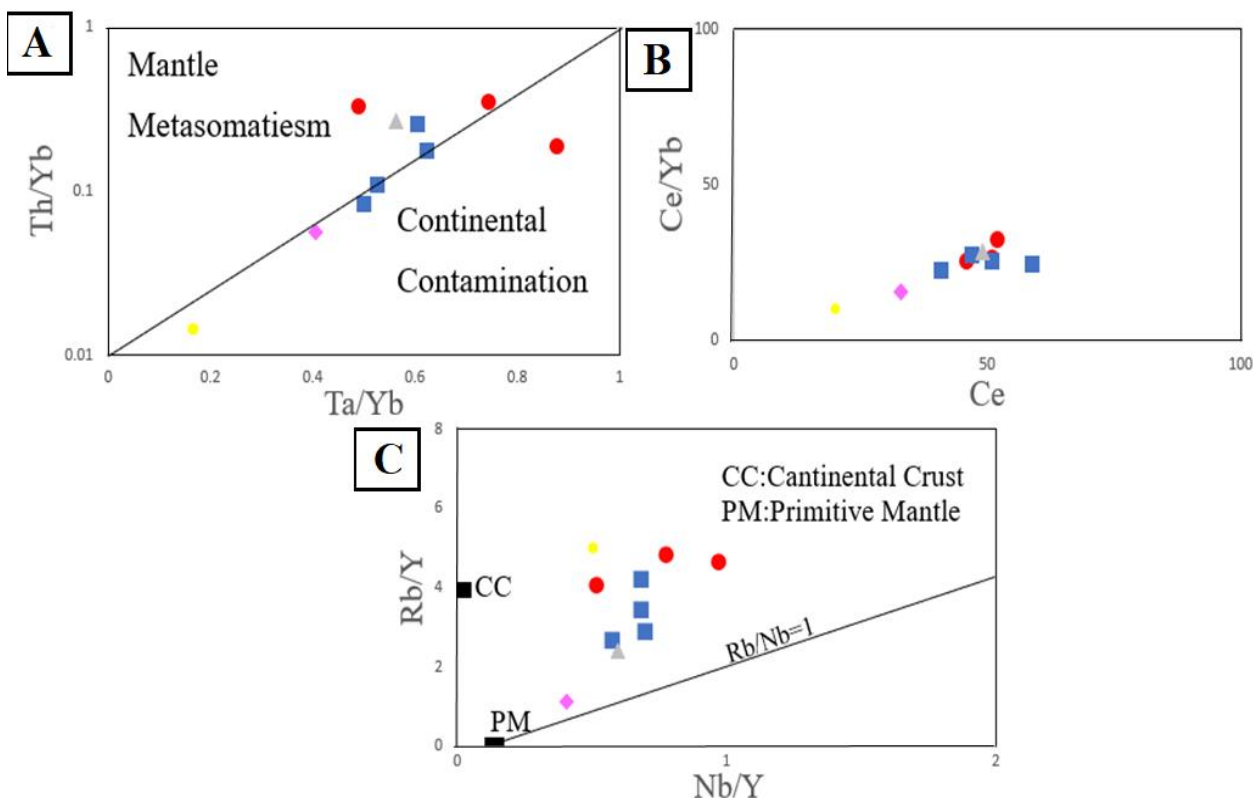 A
1
0.1
0.01
Th/Yb
Mantle
Metasomatiesm
Continental
Contamination
0
0.2
0.4
0.6
0.8
1
Ta/Yb
B
100
50
0
Ce/Yb
0
50
100
Ce
C
8
6
4
2
0
Rb/Y
CC:Cantinental Crust
PM:Primitive Mantle
CC
Rb/Nb=1
PM
0
1
2
Nb/Y